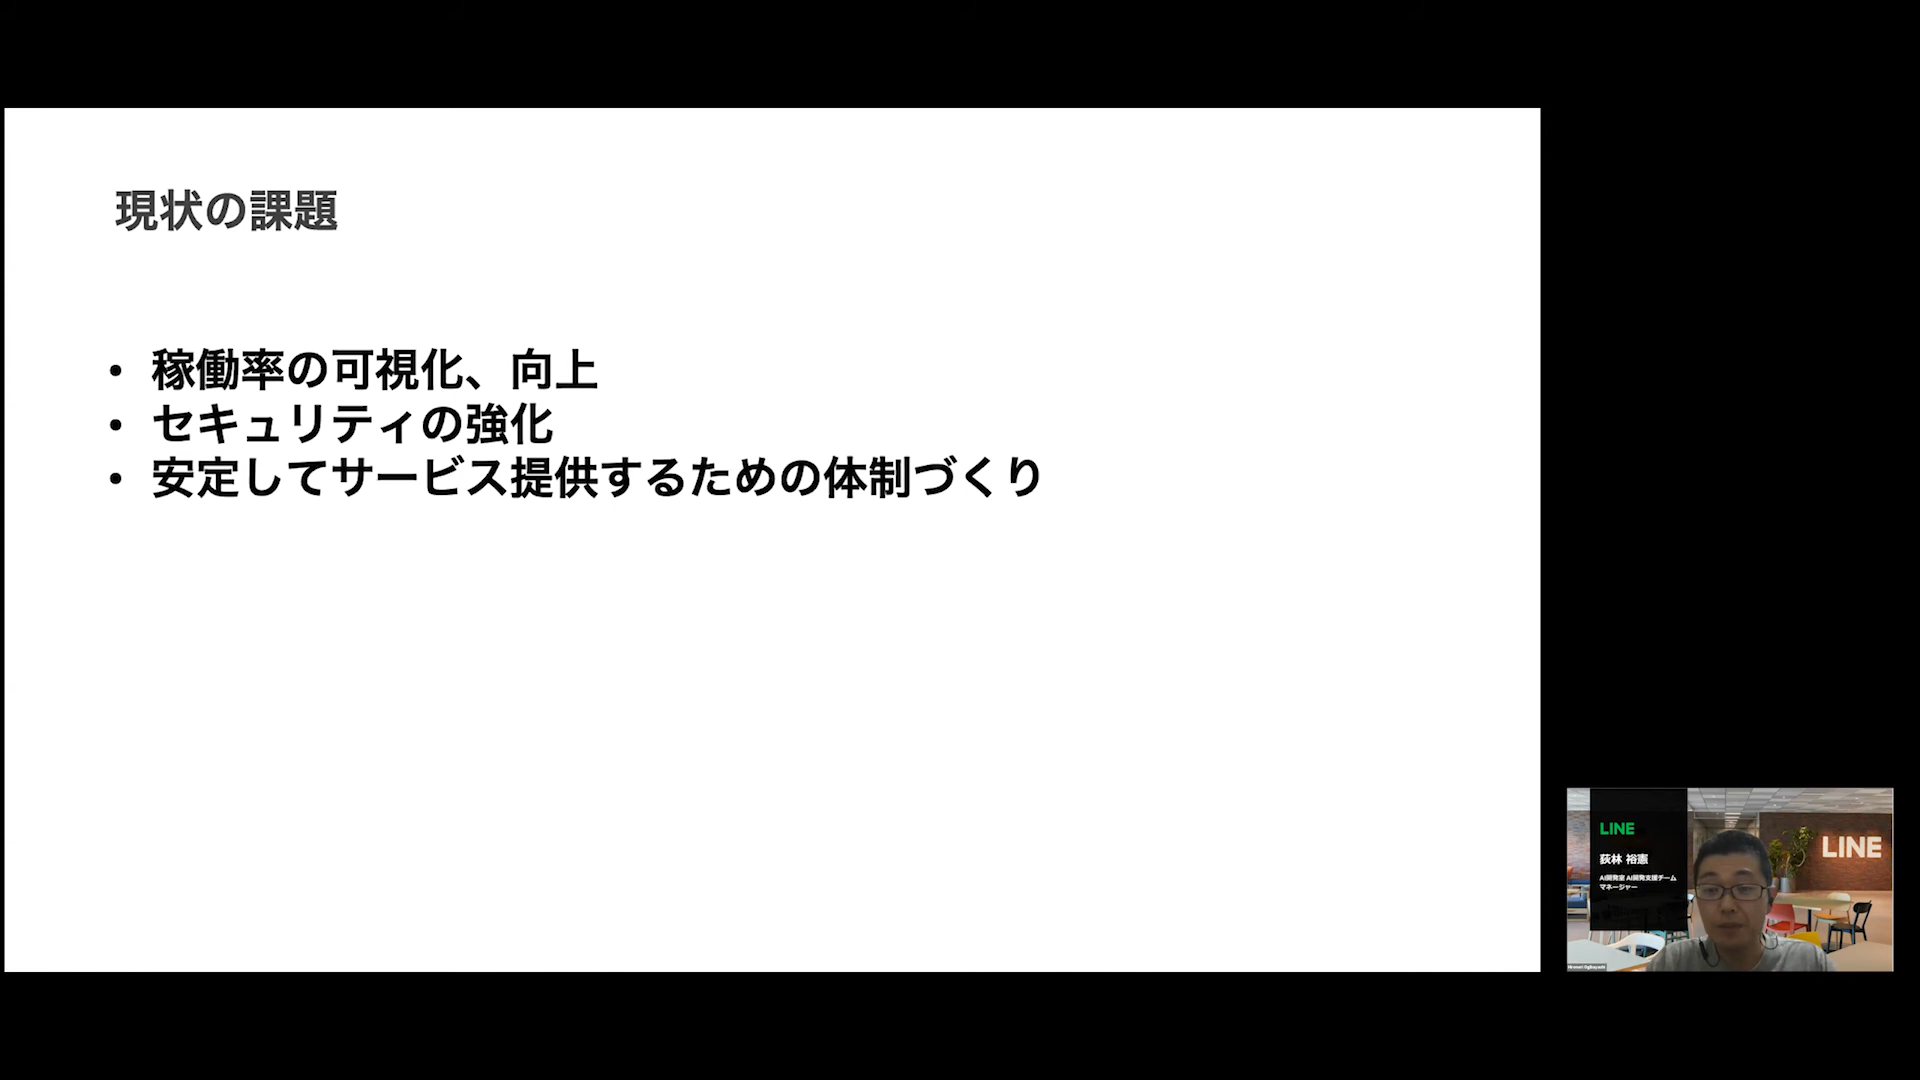 現状の課題
• 稼働率の可視化、向上
• セキュリティの強化
• 安定してサービス提供するための体制づくり
LINE
荻林 裕憲
AI開発室 AI開発支援チーム
マネージャー
LINE